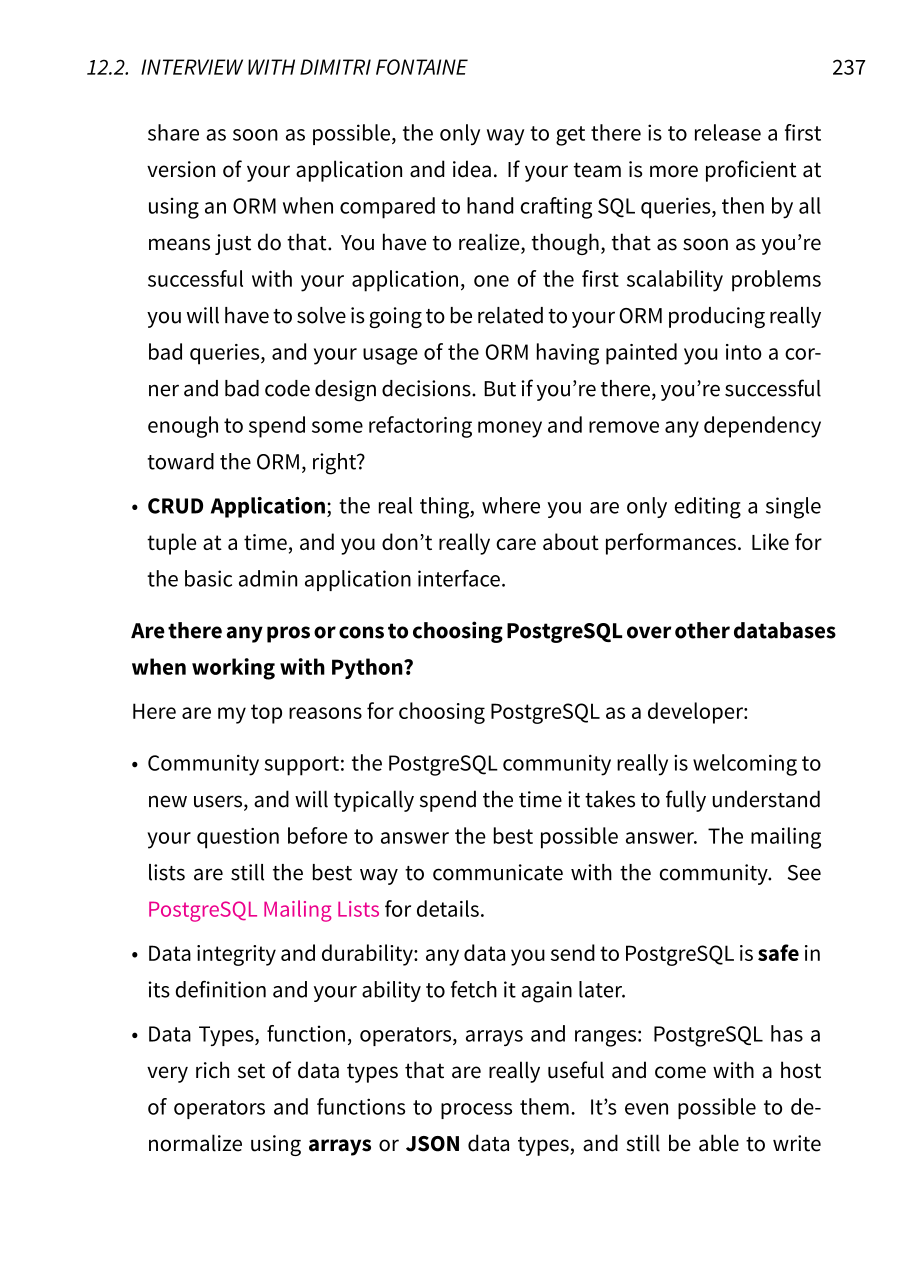 12.2. INTERVIEW WITH DIMITRI FONTAINE 237
share as soon as possible, the only way to get there is to release a first
version of your application and idea. If your team is more proficient at
using an ORM when compared to hand crafting SQL queries, then by all
means just do that. You have to realize, though, that as soon as you’re
successful with your application, one of the first scalability problems
you will have to solve is going to be related to your ORM producing really
bad queries, and your usage of the ORM having painted you into a cor-
ner and bad code design decisions. But if you’re there, you’re successful
enough to spend some refactoring money and remove any dependency
toward the ORM, right?
• CRUD Application; the real thing, where you are only editing a single
tuple at a time, and you don’t really care about performances. Like for
the basic admin application interface.
Are there any pros or cons to choosing PostgreSQL over other databases
when working with Python?
Here are my top reasons for choosing PostgreSQL as a developer:
• Community support: the PostgreSQL community really is welcoming to
new users, and will typically spend the time it takes to fully understand
your question before to answer the best possible answer. The mailing
lists are still the best way to communicate with the community. See
PostgreSQL Mailing Lists for details.
• Data integrity and durability: any data you send to PostgreSQL is safe in
its definition and your ability to fetch it again later.
• Data Types, function, operators, arrays and ranges: PostgreSQL has a
very rich set of data types that are really useful and come with a host
of operators and functions to process them. It’s even possible to de-
normalize using arrays or JSON data types, and still be able to write